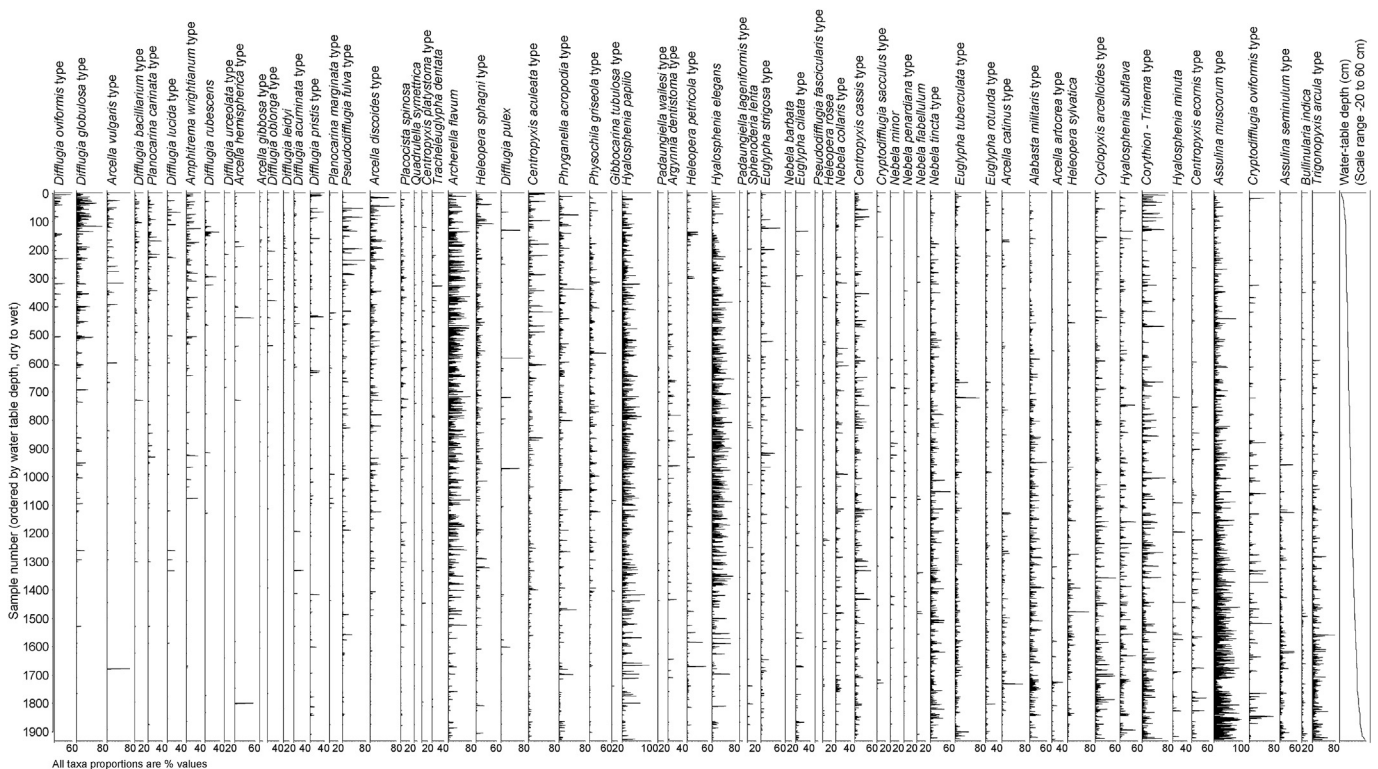 Difflugia oviformis type
Difflugia globulosa type
Arcella vulgaris type
Difflugia bacillarium type
Planocarina carinata type
Difflugia lucida type
Amphitrema wrightianum type
Difflugia rubescens
Difflugia urceolata type
Arcella hemispherica type
Arcella gibbosa type
Difflugia oblonga type
Difflugia leidyi
Difflugia acuminata type
Difflugia pristis type
Planocarina marginata type
Pseudodifflugia fulva type
Arcella discoides type
Placocista spinosa
Quadrulella symmetrica
Centropyxis platystoma type
Tracheleuglypha dentata
Archerella flavum
Heleopera sphagni type
Difflugia pulex
Centropyxis aculeata type
Phryganella acropodia type
Physochila griseola type
Gibbocarina tubulosa type
Hyalosphenia papilio
Padaungiella wailesi type
Argynnia dentistoma type
Heleopera petricola type
Hyalosphenia elegans
Padaungiella lageniformis type
Sphenoderia lenta
Euglypha strigosa type
Nebela barbata
Euglypha ciliata type
Pseudodifflugia fascicularis type
Heleopera rosea
Nebela collaris type
Centropyxis cassis type
Cryptodifflugia sacculus type
Nebela minor
Nebela penardiana type
Nebela flabellulum
Nebela tincta type
Euglypha tuberculata type
Euglypha rotunda type
Arcella catinus type
Alabasta militaris type
Arcella artocrea type
Heleopera sylvatica
Cyclopyxis arcelloides type
Hyalosphenia subflava
Corythion - Trinema type
Hyalosphenia minuta
Centropyxis ecornis type
Assulina muscorum type
Cryptodifflugia oviformis type
Assulina seminulum type
Bullinularia indica
Trigonopyxis arcula type
Water-table depth (cm)
(Scale range -20 to 60 cm)
Sample number (ordered by water table depth, dry to wet)
0
100
200
300
400
500
600
700
800
900
1000
1100
1200
1300
1400
1500
1600
1700
1800
1900
All taxa proportions are % values